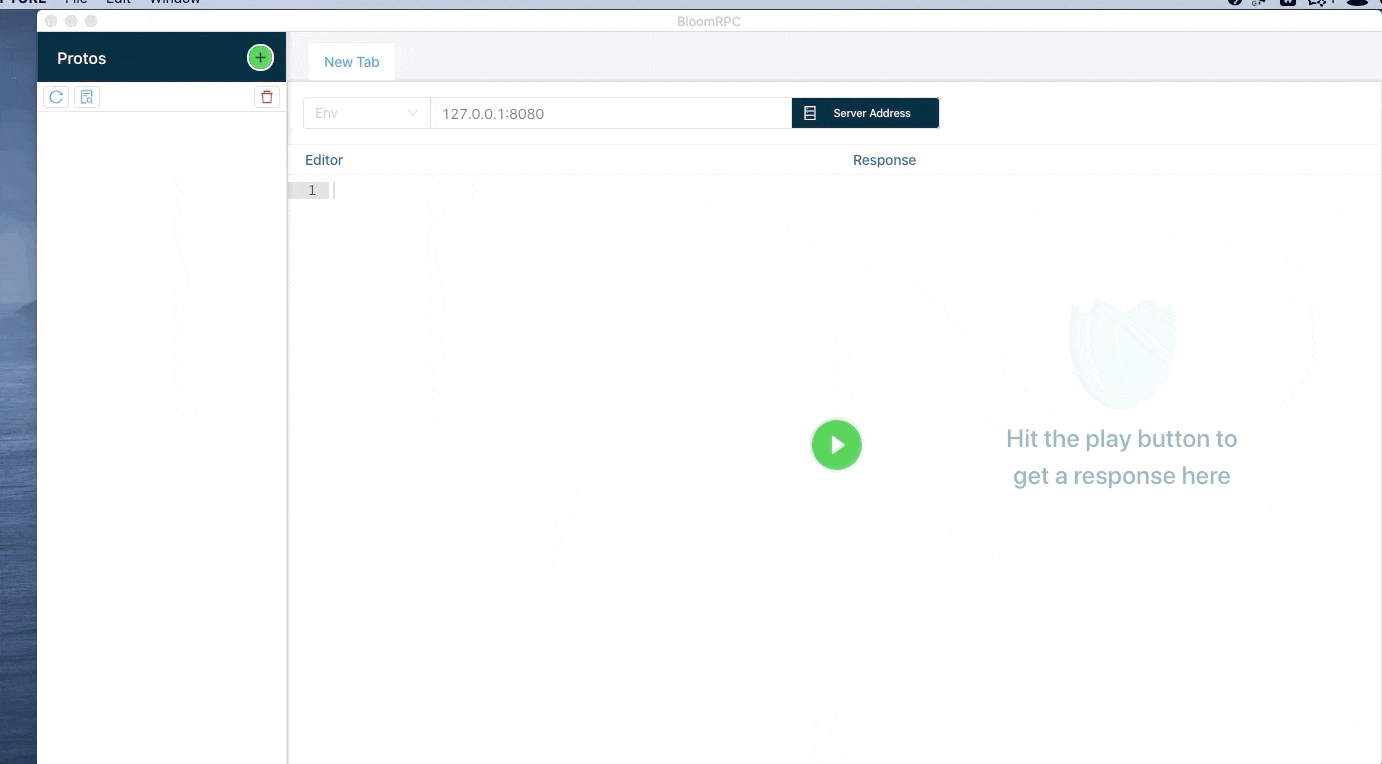 File Edit Window
BloomRPC
Protos
New Tab
Env
127.0.0.1:8080
Server Address
Editor
Response
1
Hit the play button to
get a response here